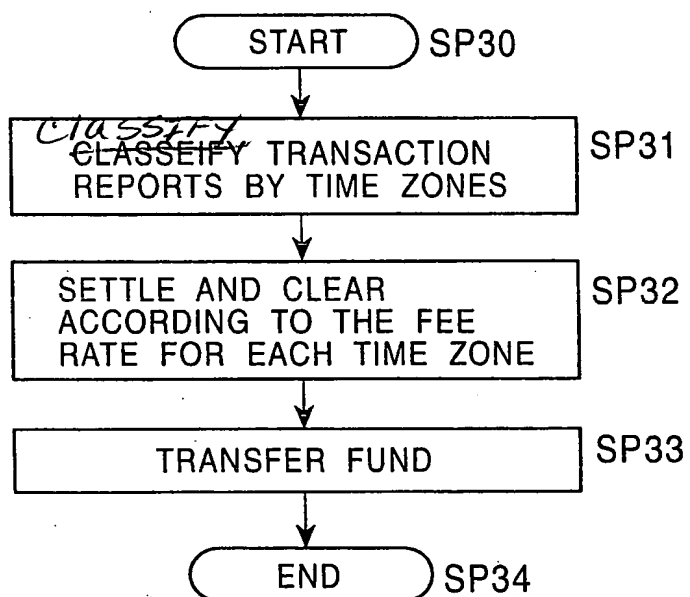 START SP30
Classify
CLASSEIFY TRANSACTION SP31
REPORTS BY TIME ZONES
SETTLE AND CLEAR SP32
ACCORDING TO THE FEE
RATE FOR EACH TIME ZONE
TRANSFER FUND SP33
END SP34